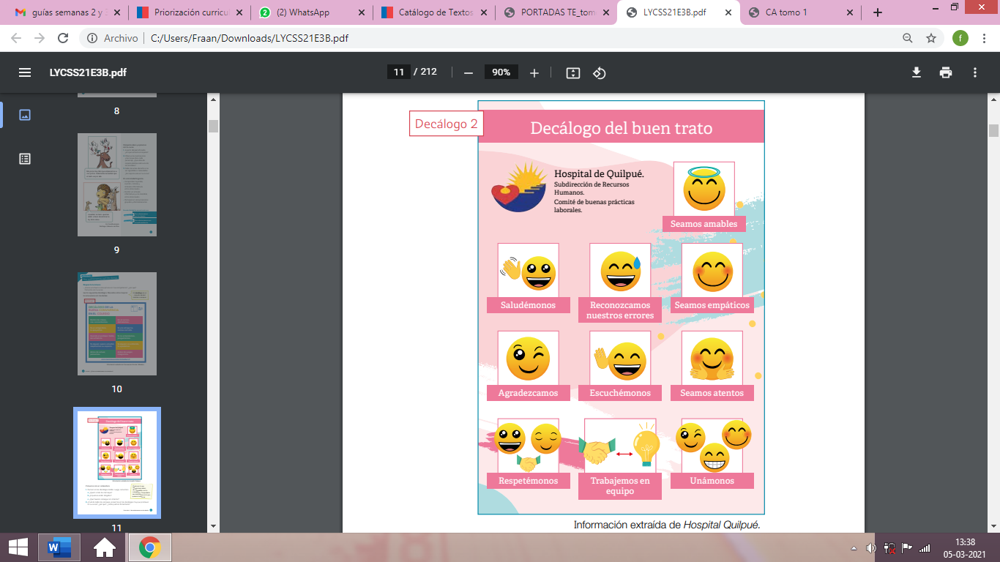 guías semanas 2 y 3
Priorización curricul
(2) WhatsApp
Catálogo de Textos
PORTADAS TE_tom
LYCSS21E3B.pdf
CA tomo 1
Archivo
C:/Users/Fraan/Downloads/LYCSS21E3B.pdf
f
LYCSS21E3B.pdf
11 / 212
90%
8
9
10
11
Decálogo 2
Decálogo del buen trato
Hospital de Quilpué.
Subdirección de Recursos
Humanos.
Comité de buenas prácticas
laborales.
Seamos amables
Saludémonos
Reconozcamos
nuestros errores
Seamos empáticos
Agradezcamos
Escuchémonos
Seamos atentos
Respetémonos
Trabajemos en
equipo
Unámonos
Información extraída de Hospital Quilpué.
13:38
05-03-2021